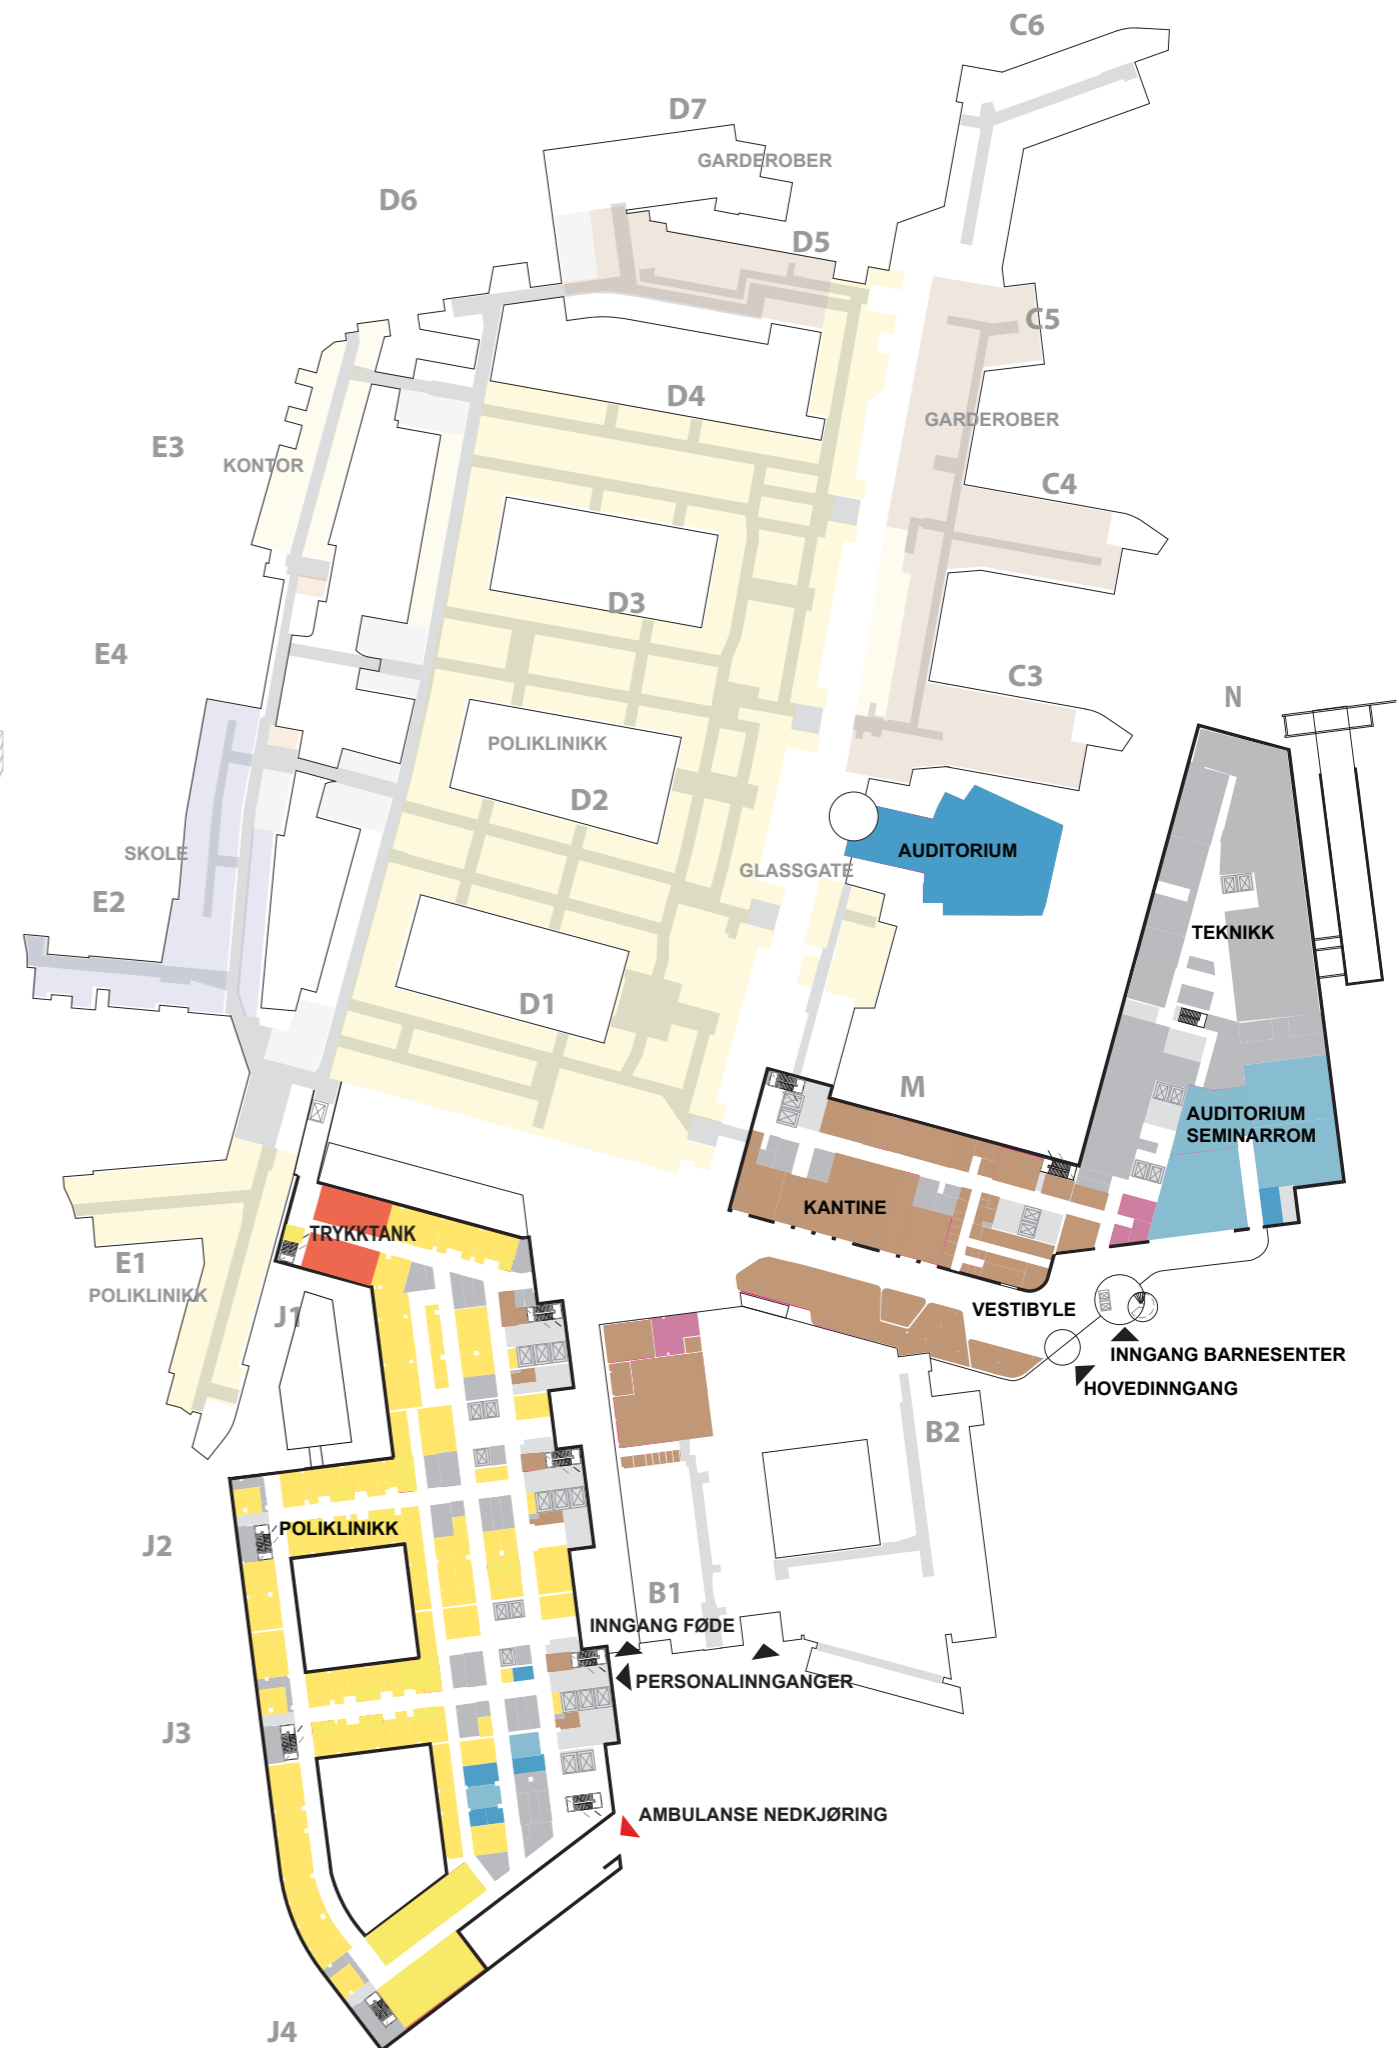 C6
D7
GARDEROBER
D6
D5
C5
D4
GARDEROBER
E3
KONTOR
C4
D3
E4
C3
N
POLIKLINIKK
D2
SKOLE
AUDITORIUM
GLASSGATE
E2
TEKNIKK
D1
M
AUDITORIUM
SEMINARROM
KANTINE
TRYKKTANK
E1
POLIKLINIKK
J1
VESTIBYLE
INNGANG BARNESENTER
HOVEDINNGANG
B2
POLIKLINIKK
J2
B1
INNGANG FØDE
PERSONALINNGANGER
J3
AMBULANSE NEDKJØRING
J4